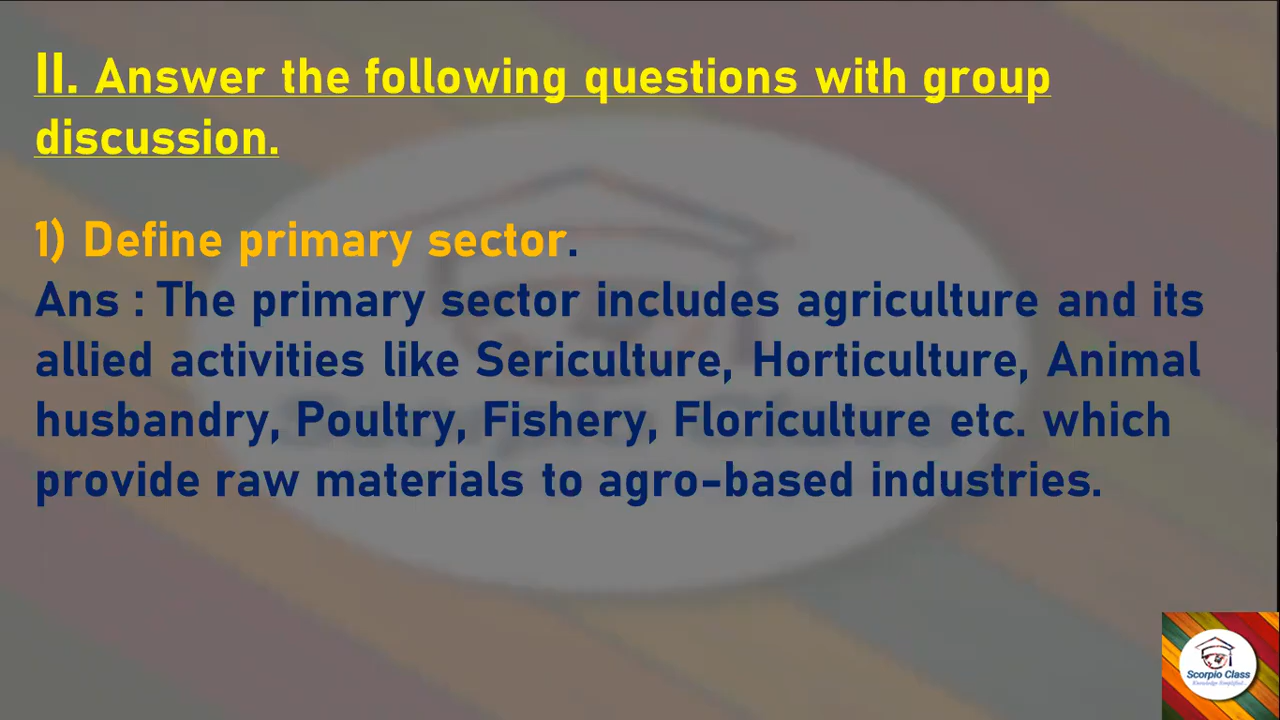 II. Answer the following questions with group
discussion.
1) Define primary sector.
Ans : The primary sector includes agriculture and its
allied activities like Sericulture, Horticulture, Animal
husbandry, Poultry, Fishery, Floriculture etc. which
provide raw materials to agro-based industries.
Scorpio Class
Knowledge Simplified..